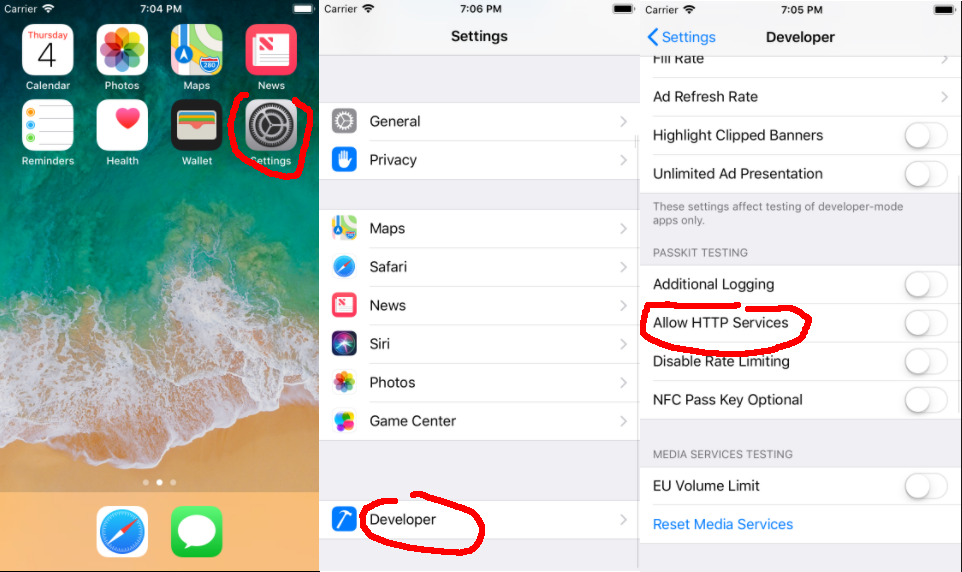 Carrier 7:04 PM
Thursday
4
280
Calendar Photos Maps News
Reminders Health Wallet Settings
Carrier 7:06 PM
Settings
General
Privacy
280
Maps
Safari
News
Siri
Photos
Game Center
Developer
Carrier 7:05 PM
Settings Developer
Fill Rate
Ad Refresh Rate
Highlight Clipped Banners
Unlimited Ad Presentation
These settings affect testing of developer-mode
apps only.
PASSKIT TESTING
Additional Logging
Allow HTTP Services
Disable Rate Limiting
NFC Pass Key Optional
MEDIA SERVICES TESTING
EU Volume Limit
Reset Media Services